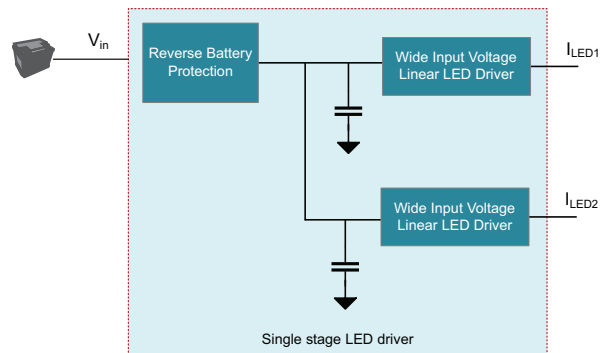 V_in
Reverse Battery
Protection
Wide Input Voltage
Linear LED Driver
I_LED1
Wide Input Voltage
Linear LED Driver
I_LED2
Single stage LED driver